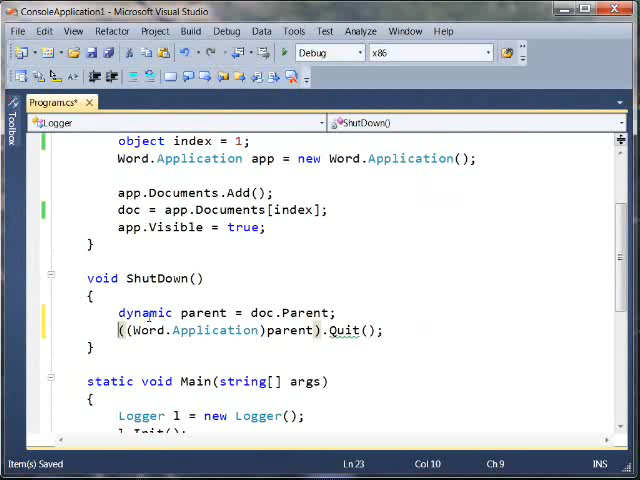 ConsoleApplication1 - Microsoft Visual Studio
File Edit View Refactor Project Build Debug Team Data Tools Test Analyze Window Help
Debug x86
Program.cs*
Toolbox
Logger ShutDown()
object index = 1;
Word.Application app = new Word.Application();
app.Documents.Add();
doc = app.Documents[index];
app.Visible = true;
}
void ShutDown()
{
dynamic parent = doc.Parent;
((Word.Application)parent).Quit();
}
static void Main(string[] args)
{
Logger l = new Logger();
l.Init();
Item(s) Saved Ln 23 Col 10 Ch 9